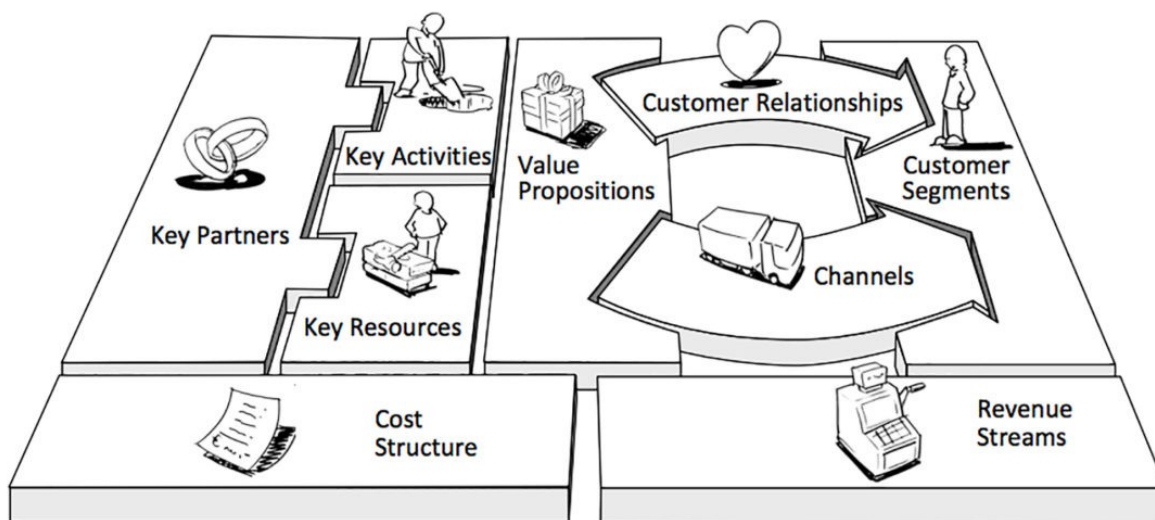 Customer Relationships
Key Activities
Value
Propositions
Customer
Segments
Key Partners
Channels
Key Resources
Cost
Structure
Revenue
Streams